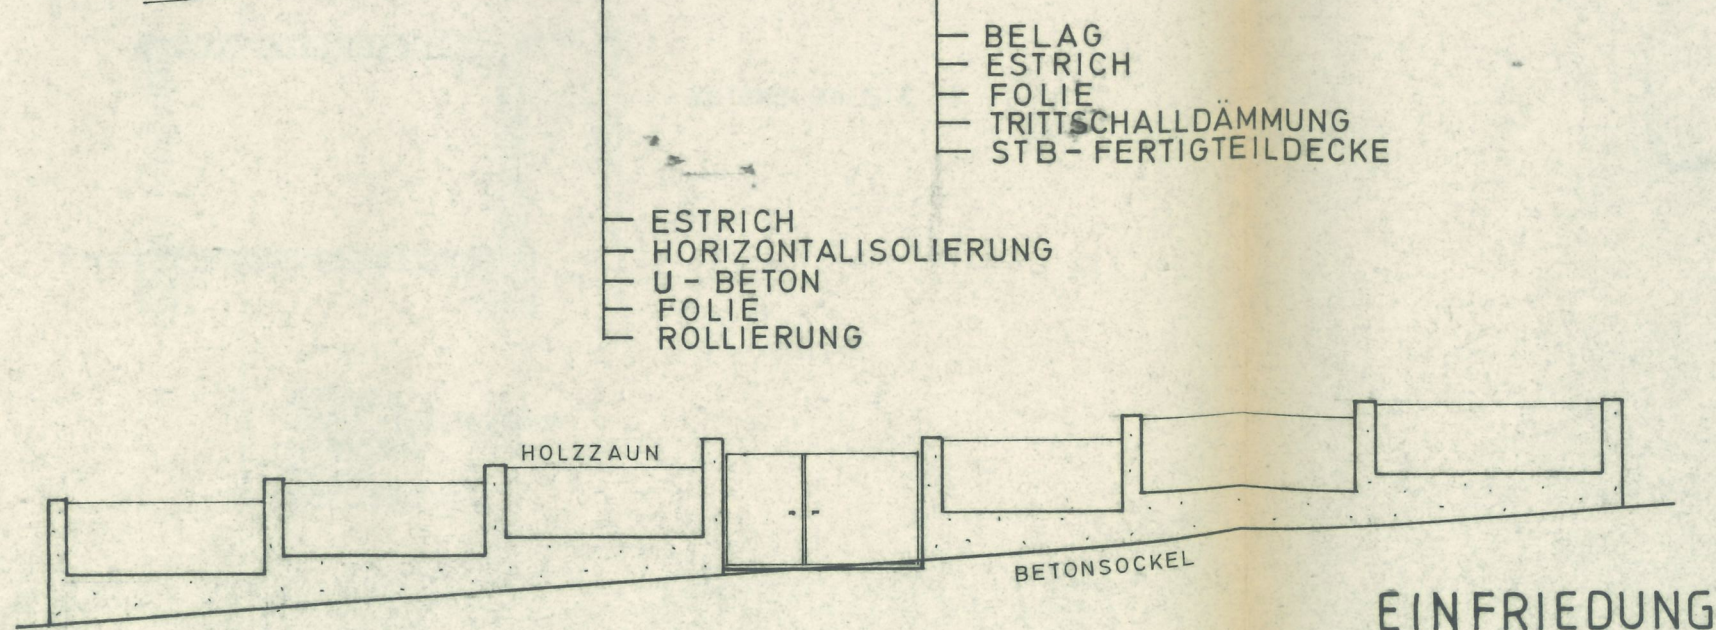 BELAG
ESTRICH
FOLIE
TRITTSCHALLDÄMMUNG
STB - FERTIGTEILDECKE
ESTRICH
HORIZONTALISOLIERUNG
U - BETON
FOLIE
ROLLIERUNG
HOLZZAUN
BETONSOCKEL
EINFRIEDUNG